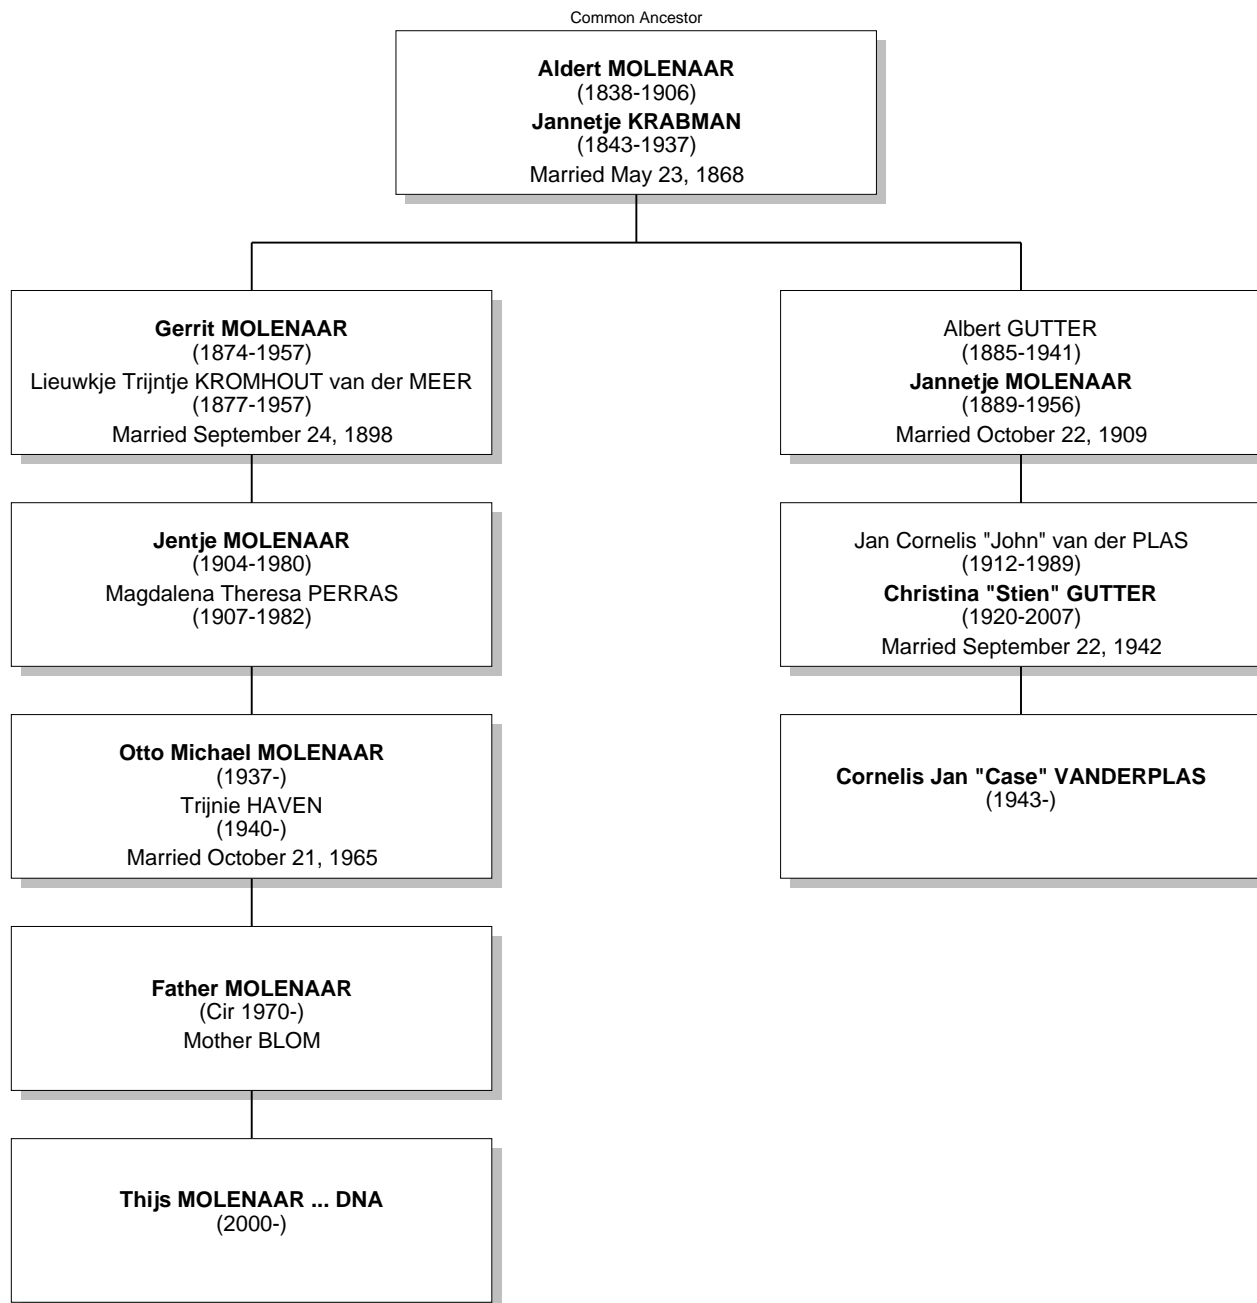 Common Ancestor
Aldert MOLENAAR
(1838-1906)
Jannetje KRABMAN
(1843-1937)
Married May 23, 1868
Gerrit MOLENAAR
(1874-1957)
Lieuwkje Trijntje KROMHOUT van der MEER
(1877-1957)
Married September 24, 1898
Albert GUTTER
(1885-1941)
Jannetje MOLENAAR
(1889-1956)
Married October 22, 1909
Jentje MOLENAAR
(1904-1980)
Magdalena Theresa PERRAS
(1907-1982)
Jan Cornelis "John" van der PLAS
(1912-1989)
Christina "Stien" GUTTER
(1920-2007)
Married September 22, 1942
Otto Michael MOLENAAR
(1937-)
Trijnie HAVEN
(1940-)
Married October 21, 1965
Cornelis Jan "Case" VANDERPLAS
(1943-)
Father MOLENAAR
(Cir 1970-)
Mother BLOM
Thijs MOLENAAR ... DNA
(2000-)